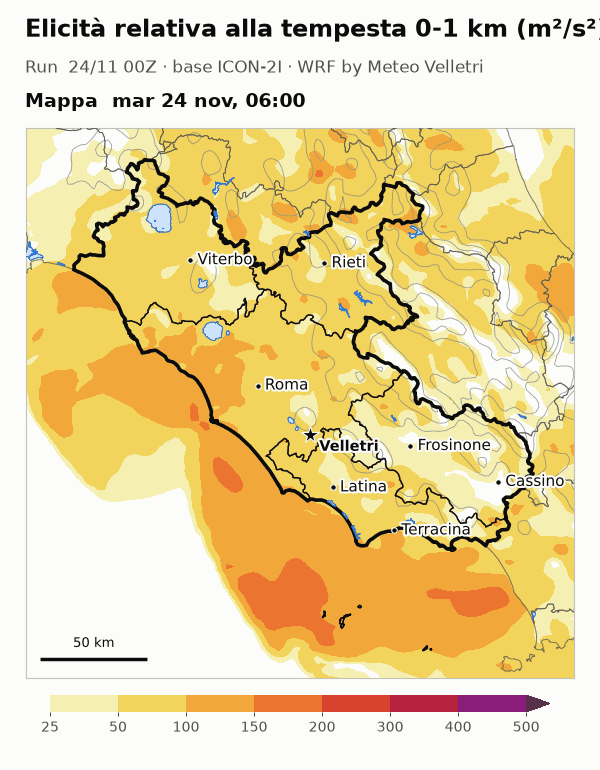 Elicità relativa alla tempesta 0-1 km (m²/s²)
Run  24/11 00Z · base ICON-2I · WRF by Meteo Velletri
Mappa  mar 24 nov, 06:00
Viterbo
Rieti
Roma
Velletri
Frosinone
Latina
Cassino
Terracina
50 km
25 50 100 150 200 300 400 500